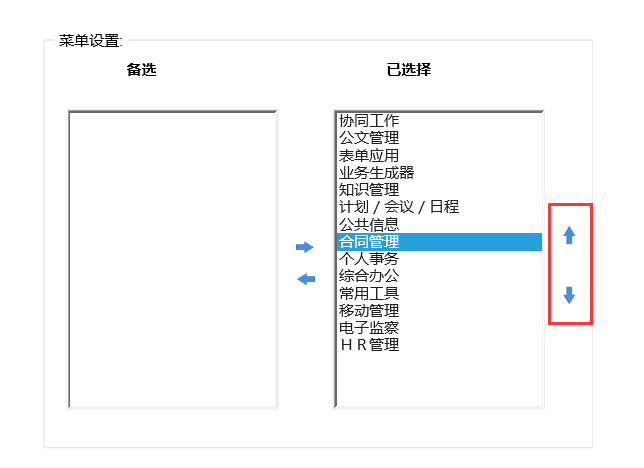 菜单设置:
备选
已选择
协同工作
公文管理
表单应用
业务生成器
知识管理
计划 / 会议 / 日程
公共信息
合同管理
个人事务
综合办公
常用工具
移动管理
电子监察
ＨＲ管理